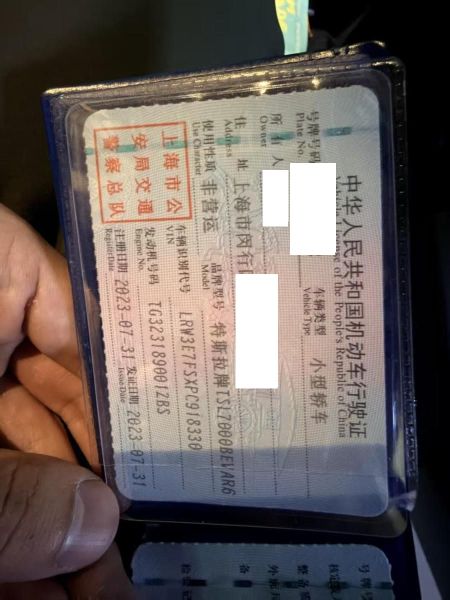 中华人民共和国机动车行驶证
Vehicle License of the People's Republic of China
号牌号码
Plate No.
车辆类型 小型轿车
Vehicle Type
所有人
Owner
住址 上海市闵行区
Address
使用性质 非营运
Use Character
品牌型号 特斯拉牌TSL7000BEVAR6
Model
上海市公
安局交通
警察总队
车辆识别代号 LRW3E7FSXPC918330
VIN
发动机号码 TG3231890012BS
Engine No.
注册日期 2023-07-31 发证日期 2023-07-31
Register Date Issue Date
号牌号